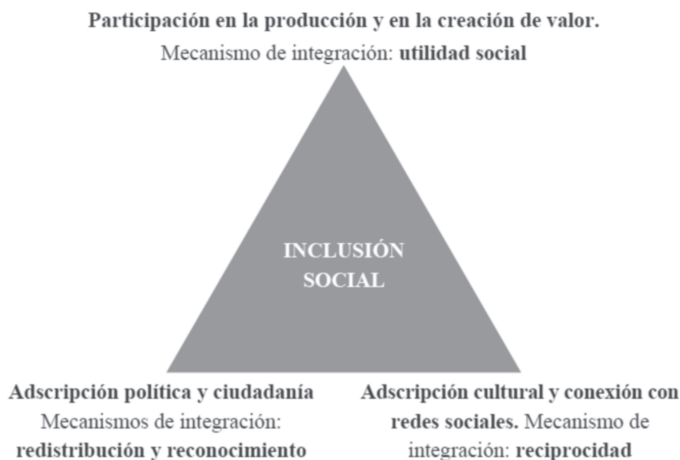 Participación en la producción y en la creación de valor.
Mecanismo de integración: utilidad social
INCLUSIÓN
SOCIAL
Adscripción política y ciudadanía
Mecanismos de integración:
redistribución y reconocimiento
Adscripción cultural y conexión con
redes sociales. Mecanismo de
integración: reciprocidad